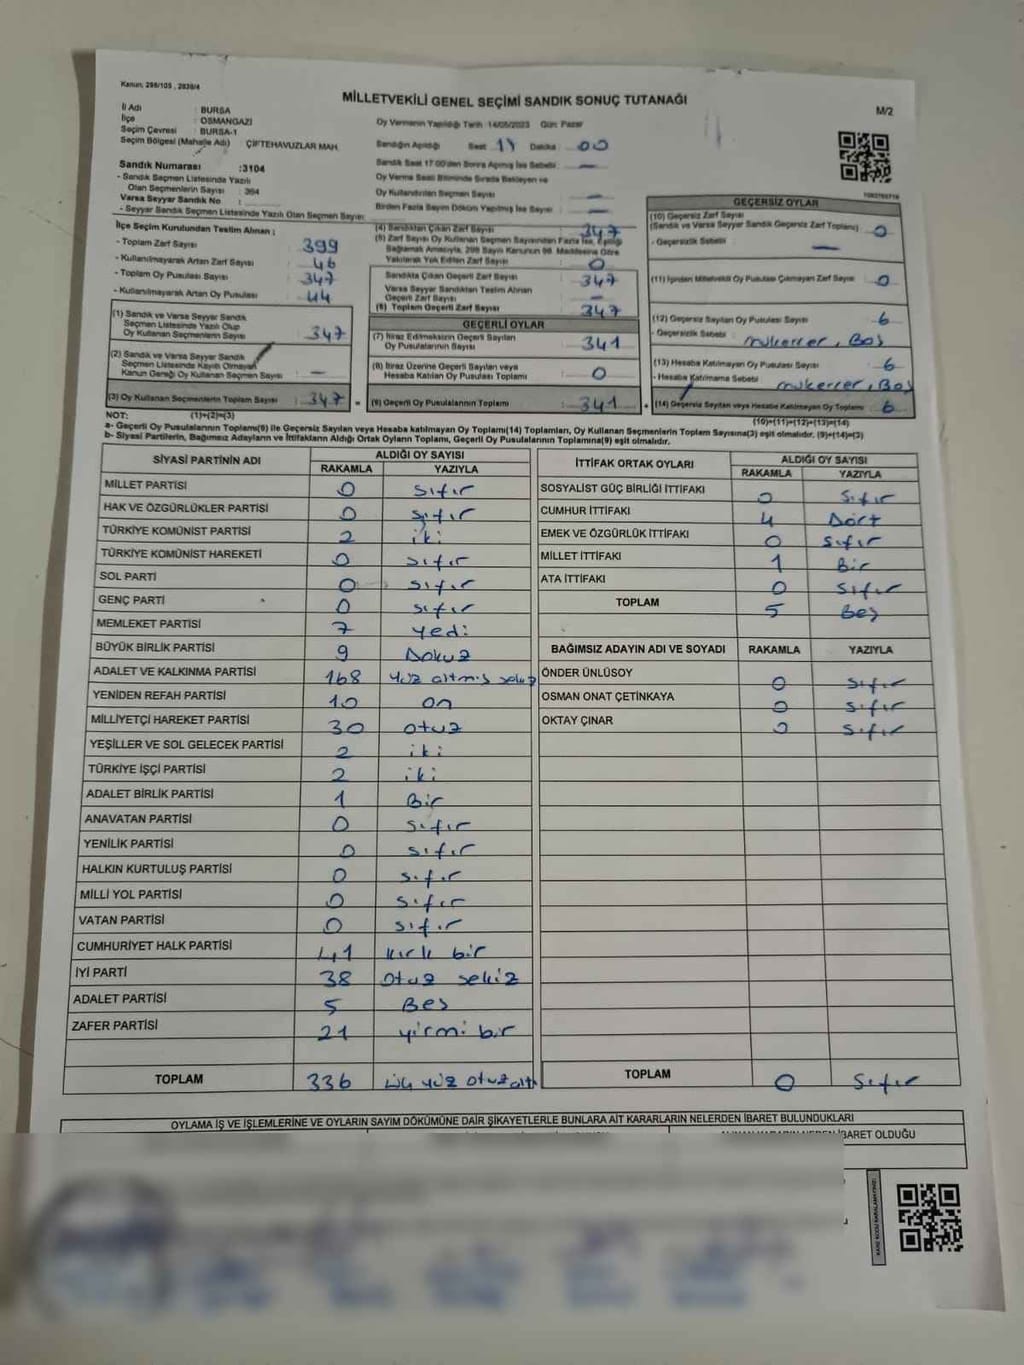 Kanun, 298/105 , 2839/4
MİLLETVEKİLİ GENEL SEÇİMİ SANDIK SONUÇ TUTANAĞI
M/2
İl Adı : BURSA
İlçe : OSMANGAZİ
Seçim Çevresi : BURSA-1
Seçim Bölgesi (Mahalle Adı) : ÇİFTEHAVUZLAR MAH.
Oy Vermenin Yapıldığı Tarih 14/05/2023 Gün: Pazar
Sandığın Açıldığı Saat 17 Dakika 00
Sandık Saat 17:00'den Sonra Açılmış İse Sebebi —
Oy Verme Saati Bitiminde Sırada Bekleyen ve
Oy Kullandırılan Seçmen Sayısı —
Birden Fazla Sayım Döküm Yapılmış İse Sayısı —
Sandık Numarası :3104
- Sandık Seçmen Listesinde Yazılı
Olan Seçmenlerin Sayısı : 394
Varsa Seyyar Sandık No :
- Seyyar Sandık Seçmen Listesinde Yazılı Olan Seçmen Sayısı
İlçe Seçim Kurulundan Teslim Alınan ;
- Toplam Zarf Sayısı 399
- Kullanılmayarak Artan Zarf Sayısı 46
- Toplam Oy Pusulası Sayısı 347
- Kullanılmayarak Artan Oy Pusulası 44
(1) Sandık ve Varsa Seyyar Sandık
Seçmen Listesinde Yazılı Olup
Oy Kullanan Seçmenlerin Sayısı 347
(2) Sandık ve Varsa Seyyar Sandık
Seçmen Listesinde Kaydı Olmayan
Kanun Gereği Oy Kullanan Seçmen Sayısı —
(3) Oy Kullanan Seçmenlerin Toplam Sayısı 347 =
(4) Sandıktan Çıkan Zarf Sayısı 347
(5) Zarf Sayısı Oy Kullanan Seçmen Sayısından Fazla İse, Eşitliği
Sağlamak Amacıyla, 298 Sayılı Kanunun 98. Maddesine Göre
Yakılarak Yok Edilen Zarf Sayısı 0
Sandıkta Çıkan Geçerli Zarf Sayısı 347
Varsa Seyyar Sandıktan Teslim Alınan
Geçerli Zarf Sayısı —
(6) Toplam Geçerli Zarf Sayısı 347
GEÇERLİ OYLAR
(7) İtiraz Edilmeksizin Geçerli Sayılan
Oy Pusulalarının Sayısı 341
(8) İtiraz Üzerine Geçerli Sayılan veya
Hesaba Katılan Oy Pusulası Toplamı 0
(9) Geçerli Oy Pusulalarının Toplamı 341 +
GEÇERSİZ OYLAR
(10) Geçersiz Zarf Sayısı
(Sandık ve Varsa Seyyar Sandık Geçersiz Zarf Toplamı) 0
- Geçersizlik Sebebi —
(11) İçinden Milletvekili Oy Pusulası Çıkmayan Zarf Sayısı 0
(12) Geçersiz Sayılan Oy Pusulası Sayısı 6
- Geçersizlik Sebebi mükerrer, Boş
(13) Hesaba Katılmayan Oy Pusulası Sayısı 6
- Hesaba Katılmama Sebebi mükerrer, Boş
(14) Geçersiz Sayılan veya Hesaba Katılmayan Oy Toplamı 6
NOT: (1)+(2)=(3) (10)+(11)+(12)+(13)=(14)
a- Geçerli Oy Pusulalarının Toplamı(9) ile Geçersiz Sayılan veya Hesaba katılmayan Oy Toplamı(14) Toplamları, Oy Kullanan Seçmenlerin Toplam Sayısına(3) eşit olmalıdır. (9)+(14)=(3)
b- Siyasi Partilerin, Bağımsız Adayların ve İttifakların Aldığı Ortak Oyların Toplamı, Geçerli Oy Pusulalarının Toplamına(9) eşit olmalıdır.
SİYASİ PARTİNİN ADI ALDIĞI OY SAYISI
RAKAMLA YAZIYLA
MİLLET PARTİSİ 0 sıfır
HAK VE ÖZGÜRLÜKLER PARTİSİ 0 sıfır
TÜRKİYE KOMÜNİST PARTİSİ 2 iki
TÜRKİYE KOMÜNİST HAREKETİ 0 sıfır
SOL PARTİ 0 sıfır
GENÇ PARTİ 0 sıfır
MEMLEKET PARTİSİ 7 yedi
BÜYÜK BİRLİK PARTİSİ 9 Dokuz
ADALET VE KALKINMA PARTİSİ 168 yüz altmış sekiz
YENİDEN REFAH PARTİSİ 10 on
MİLLİYETÇİ HAREKET PARTİSİ 30 otuz
YEŞİLLER VE SOL GELECEK PARTİSİ 2 iki
TÜRKİYE İŞÇİ PARTİSİ 2 iki
ADALET BİRLİK PARTİSİ 1 Bir
ANAVATAN PARTİSİ 0 sıfır
YENİLİK PARTİSİ 0 sıfır
HALKIN KURTULUŞ PARTİSİ 0 sıfır
MİLLİ YOL PARTİSİ 0 sıfır
VATAN PARTİSİ 0 sıfır
CUMHURİYET HALK PARTİSİ 41 kırk bir
İYİ PARTİ 38 otuz sekiz
ADALET PARTİSİ 5 Beş
ZAFER PARTİSİ 21 yirmi bir
TOPLAM 336 üç yüz otuz altı
İTTİFAK ORTAK OYLARI ALDIĞI OY SAYISI
RAKAMLA YAZIYLA
SOSYALİST GÜÇ BİRLİĞİ İTTİFAKI 0 sıfır
CUMHUR İTTİFAKI 4 Dört
EMEK VE ÖZGÜRLÜK İTTİFAKI 0 sıfır
MİLLET İTTİFAKI 1 Bir
ATA İTTİFAKI 0 sıfır
TOPLAM 5 Beş
BAĞIMSIZ ADAYIN ADI VE SOYADI RAKAMLA YAZIYLA
ÖNDER ÜNLÜSOY 0 sıfır
OSMAN ONAT ÇETİNKAYA 0 sıfır
OKTAY ÇINAR 0 sıfır
TOPLAM 0 sıfır
OYLAMA İŞ VE İŞLEMLERİNE VE OYLARIN SAYIM DÖKÜMÜNE DAİR ŞİKAYETLERLE BUNLARA AİT KARARLARIN NELERDEN İBARET BULUNDUKLARI
İBARET OLDUĞU